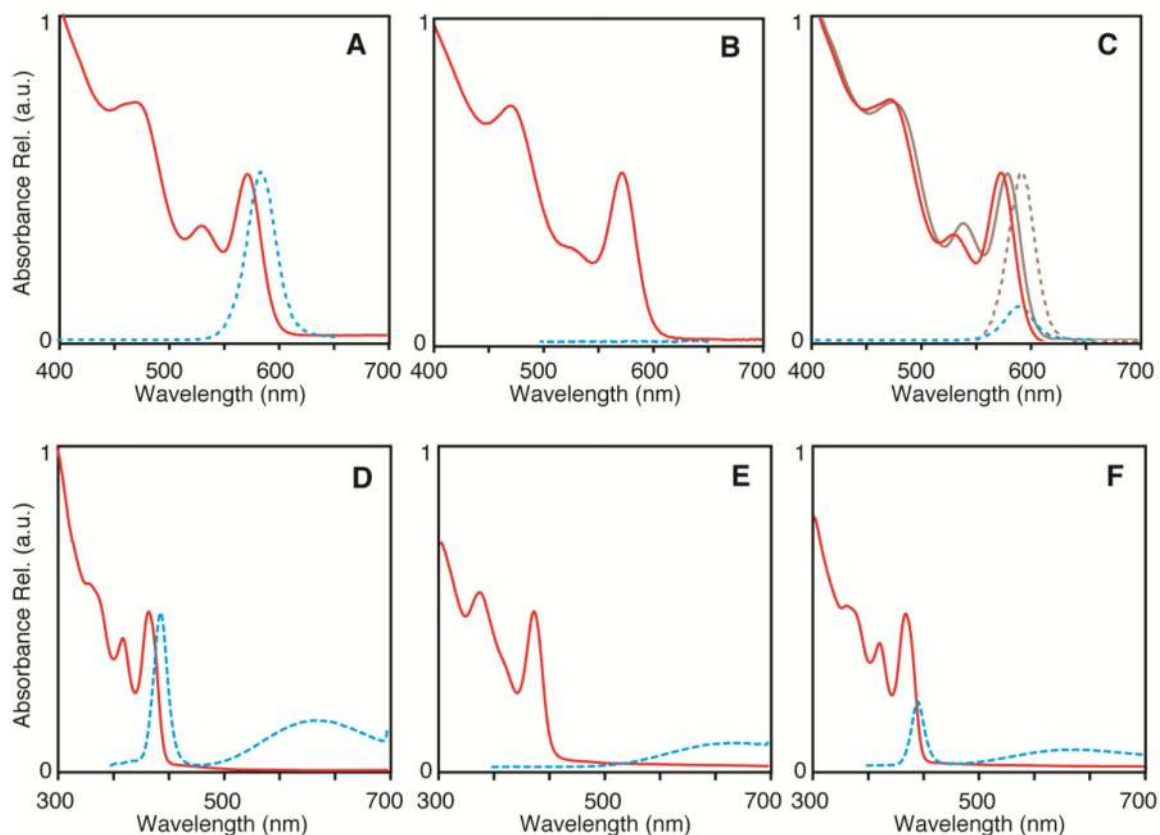 1 A 1 B 1 C
Absorbance Rel. (a.u.)
0 0 0
400 500 600 700 400 500 600 700 400 500 600 700
Wavelength (nm) Wavelength (nm) Wavelength (nm)
1 D 1 E 1 F
Absorbance Rel. (a.u.)
0 0 0
300 500 700 300 500 700 300 500 700
Wavelength (nm) Wavelength (nm) Wavelength (nm)